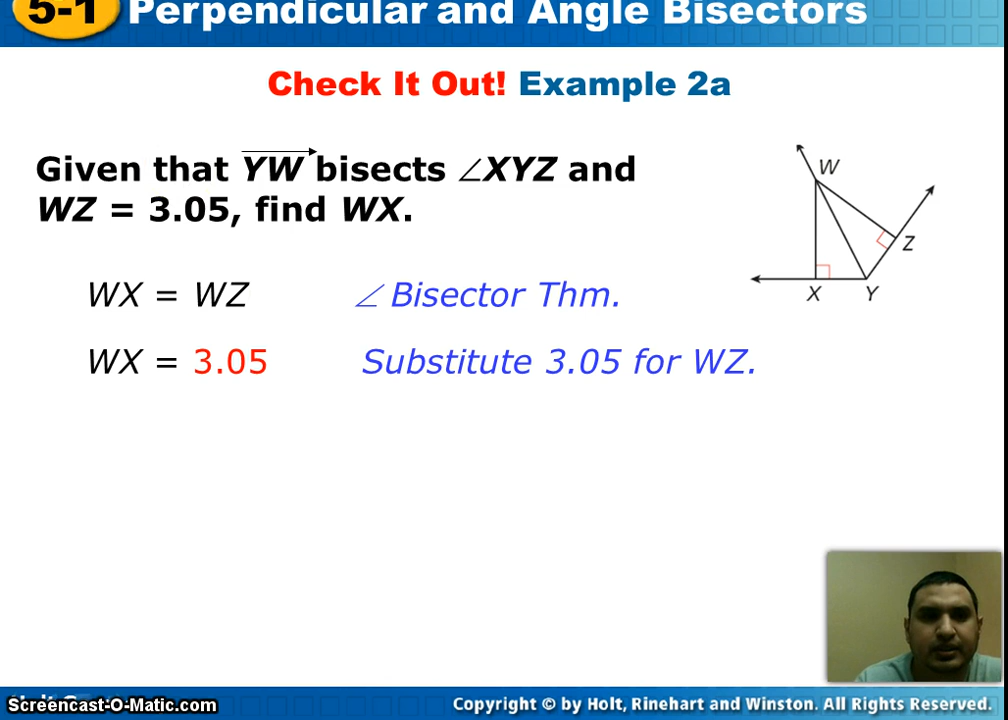 5-1 Perpendicular and Angle Bisectors
Check It Out! Example 2a
Given that YW bisects ∠XYZ and
WZ = 3.05, find WX.
W
Z
X Y
WX = WZ ∠ Bisector Thm.
WX = 3.05 Substitute 3.05 for WZ.
Screencast-O-Matic.com
Copyright © by Holt, Rinehart and Winston. All Rights Reserved.